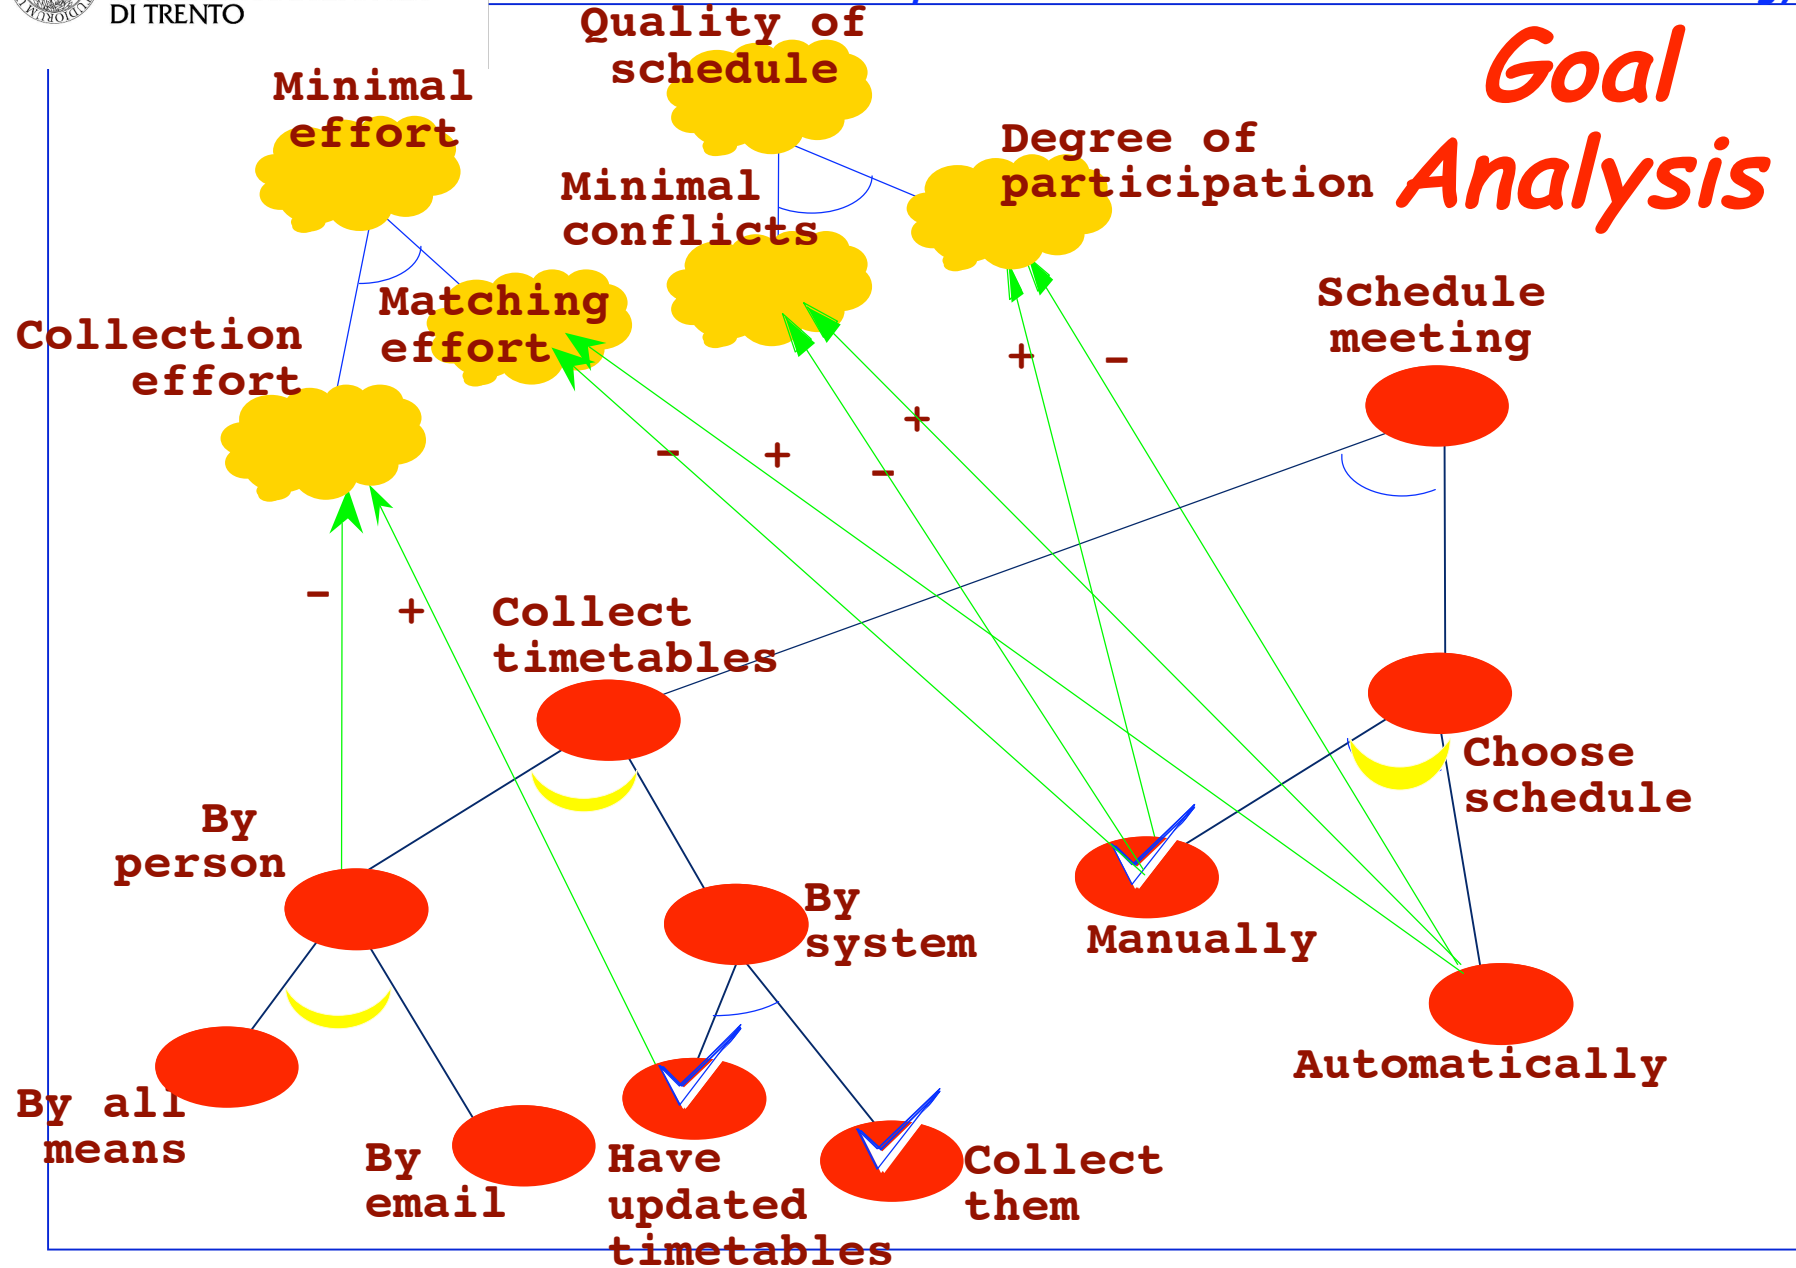 DI TRENTO
Goal
Analysis
Quality of
schedule
Minimal
effort
Degree of
participation
Minimal
conflicts
Matching
effort
Collection
effort
Schedule
meeting
+
-
+
-
+
-
-
+
Collect
timetables
Choose
schedule
By
person
By
system
Manually
Automatically
By all
means
By
email
Have
updated
timetables
Collect
them